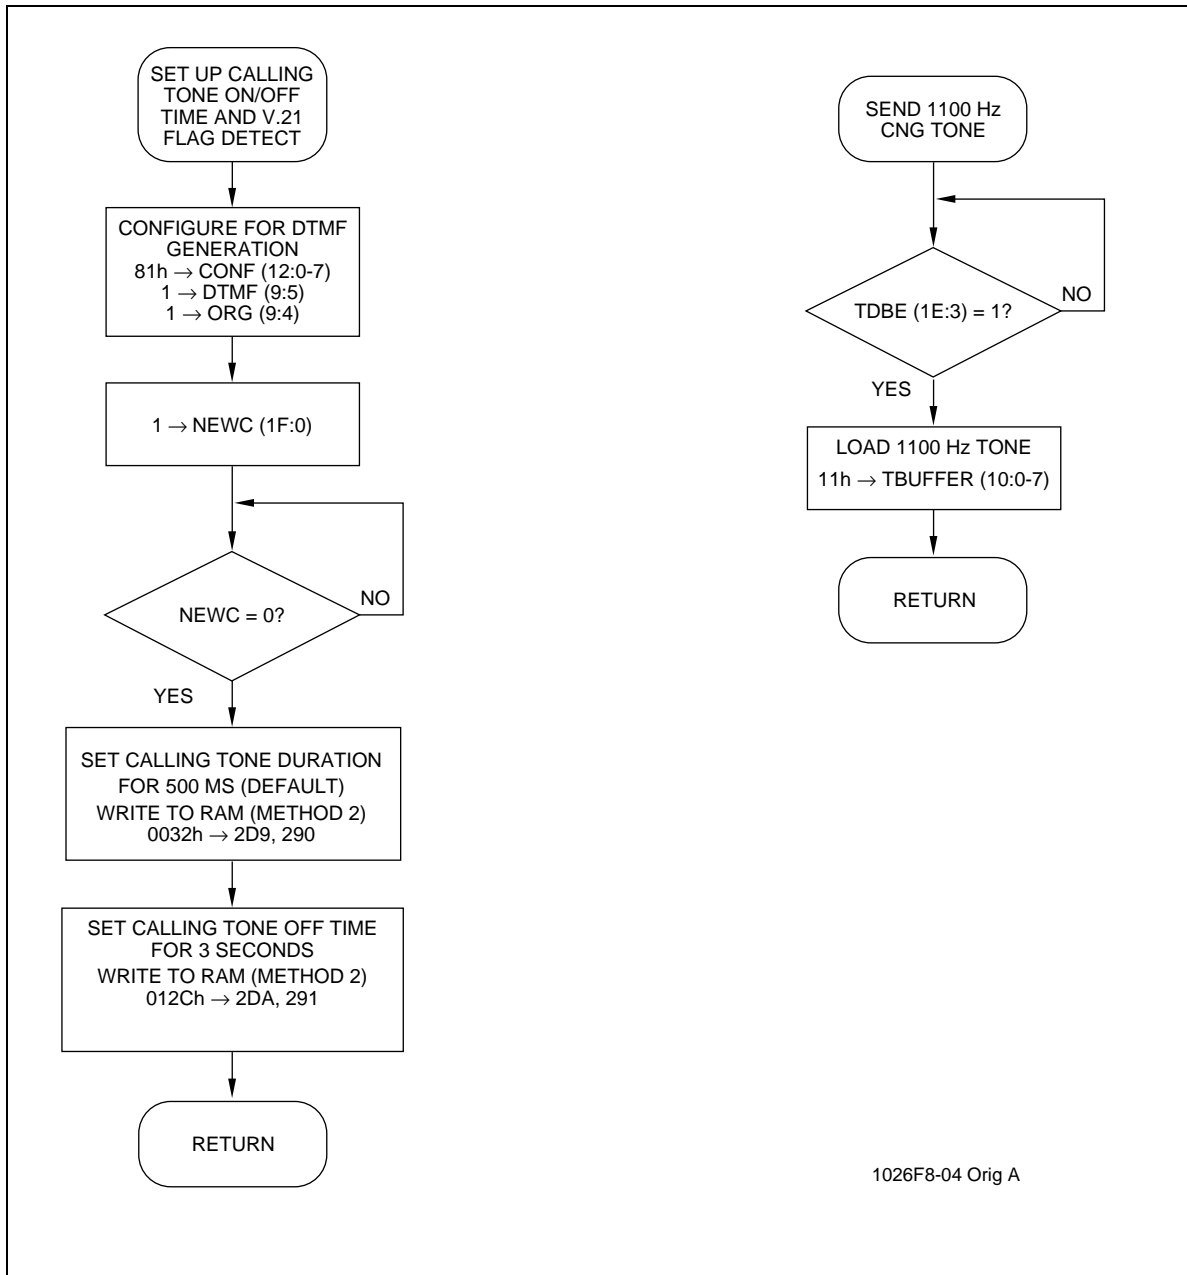 SET UP CALLING
TONE ON/OFF
TIME AND V.21
FLAG DETECT
CONFIGURE FOR DTMF
GENERATION
81h → CONF (12:0-7)
1 → DTMF (9:5)
1 → ORG (9:4)
1 → NEWC (1F:0)
NEWC = 0?
NO
YES
SET CALLING TONE DURATION
FOR 500 MS (DEFAULT)
WRITE TO RAM (METHOD 2)
0032h → 2D9, 290
SET CALLING TONE OFF TIME
FOR 3 SECONDS
WRITE TO RAM (METHOD 2)
012Ch → 2DA, 291
RETURN
SEND 1100 Hz
CNG TONE
TDBE (1E:3) = 1?
NO
YES
LOAD 1100 Hz TONE
11h → TBUFFER (10:0-7)
RETURN
1026F8-04 Orig A